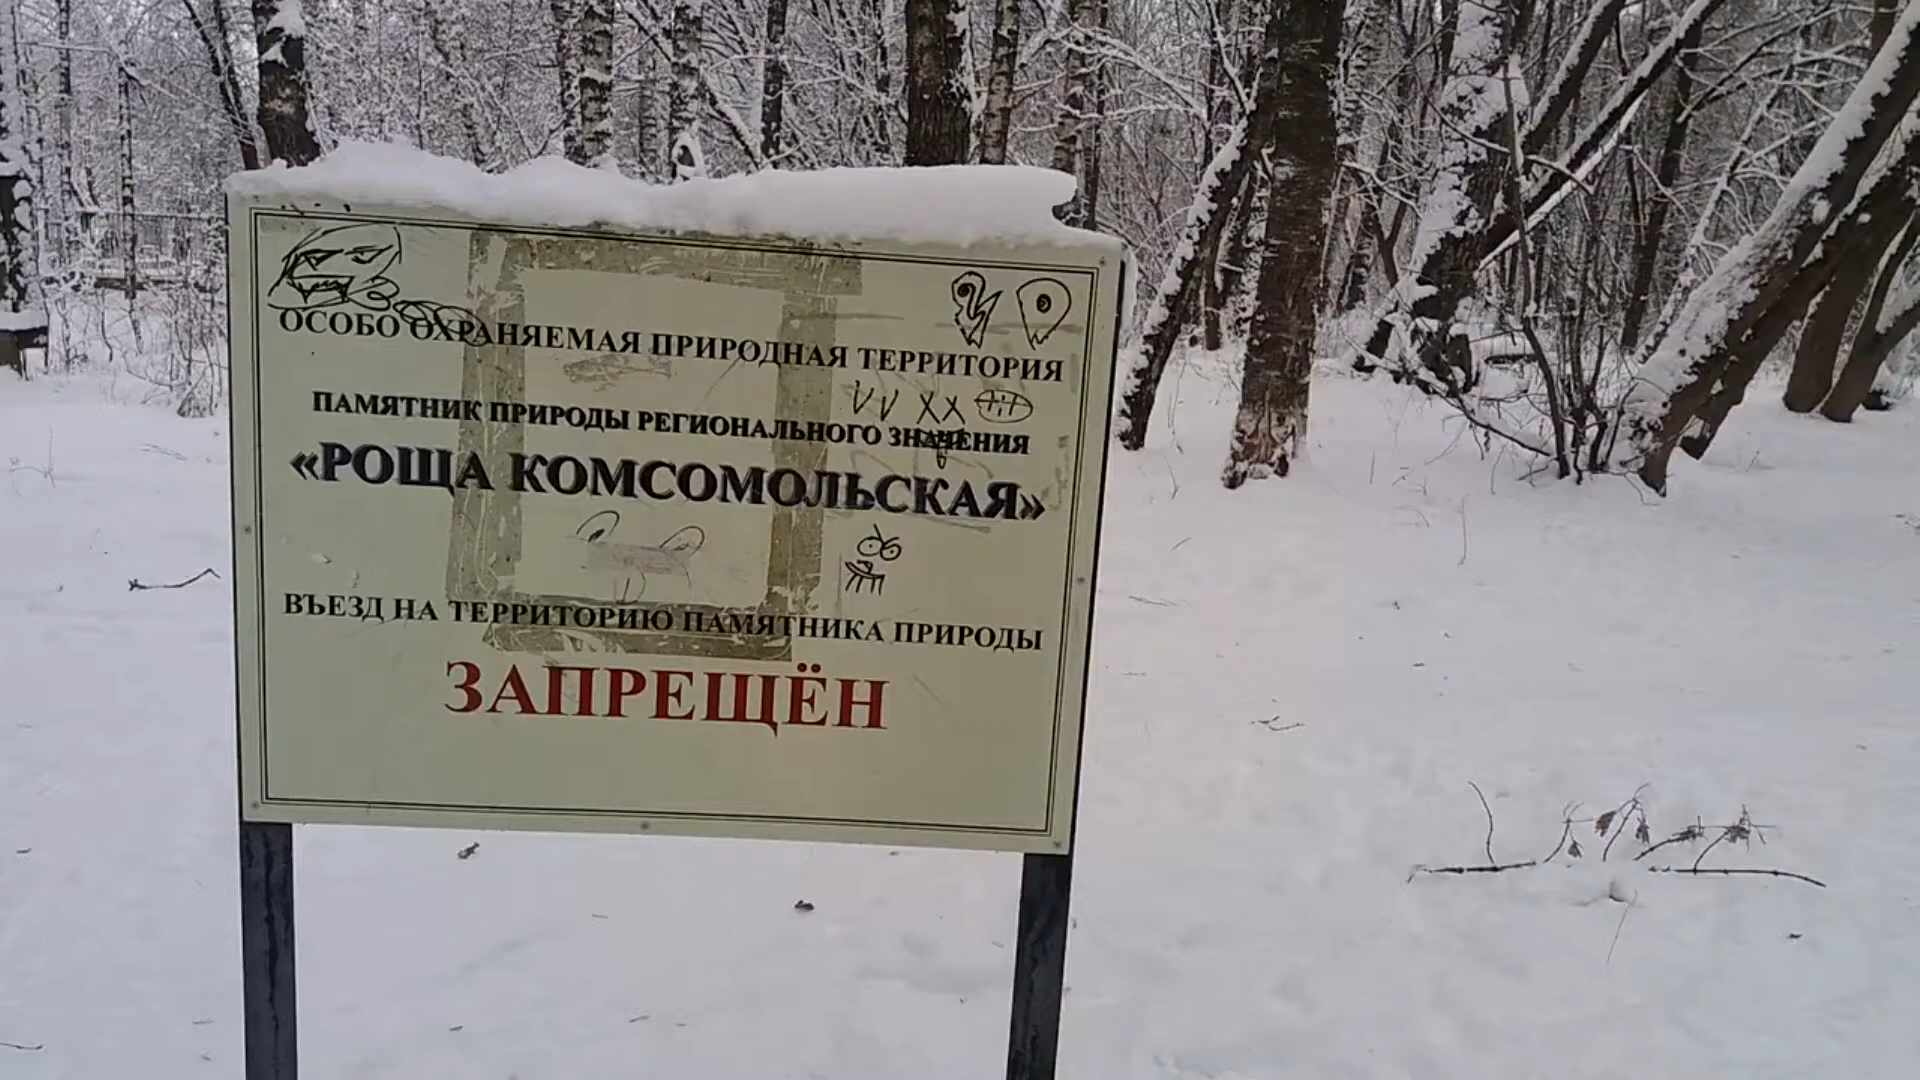 ОСОБО ОХРАНЯЕМАЯ ПРИРОДНАЯ ТЕРРИТОРИЯ
ПАМЯТНИК ПРИРОДЫ РЕГИОНАЛЬНОГО ЗНАЧЕНИЯ
«РОЩА КОМСОМОЛЬСКАЯ»
ВЪЕЗД НА ТЕРРИТОРИЮ ПАМЯТНИКА ПРИРОДЫ
ЗАПРЕЩЁН